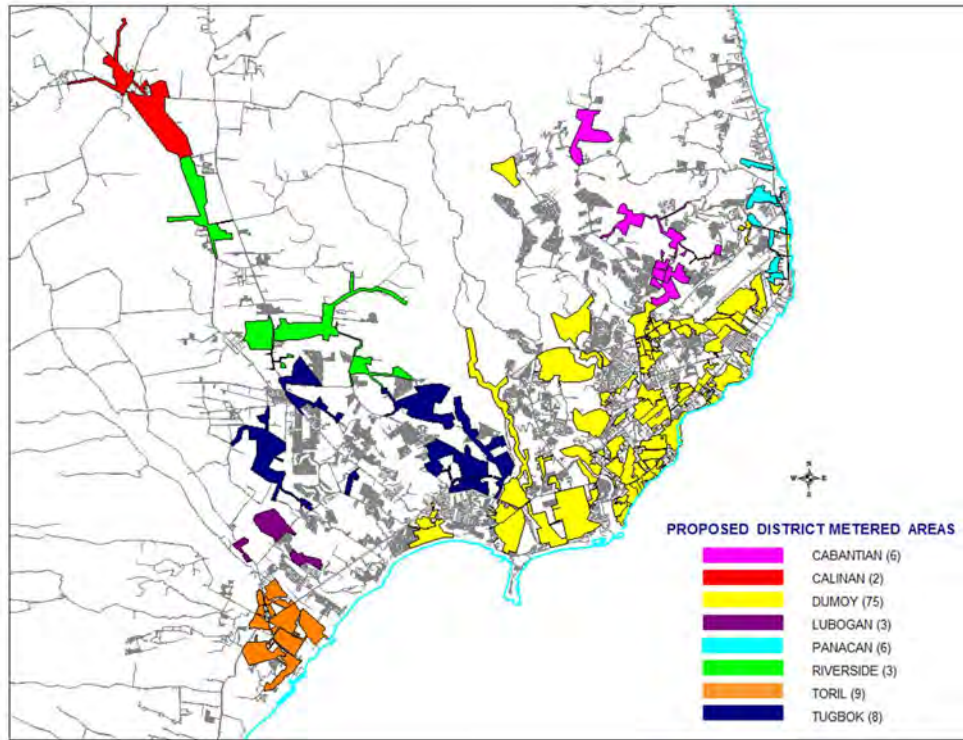 N
W E
S
PROPOSED DISTRICT METERED AREAS
CABANTIAN (6)
CALINAN (2)
DUMOY (75)
LUBOGAN (3)
PANACAN (6)
RIVERSIDE (3)
TORIL (9)
TUGBOK (8)